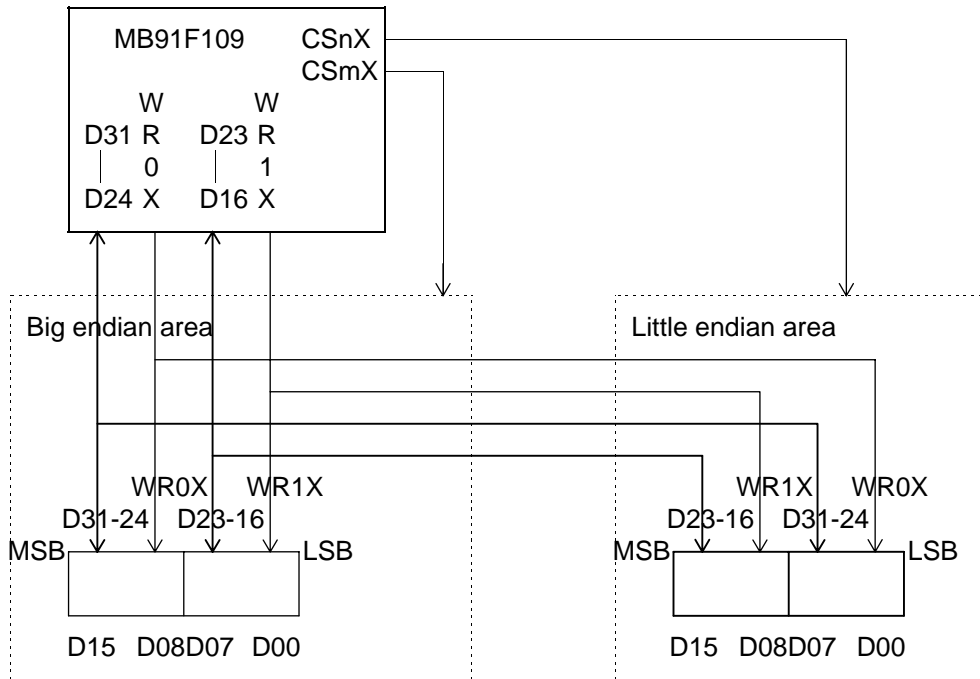 MB91F109 CSnX
CSmX
W W
D31 R D23 R
0 1
D24 X D16 X
Big endian area Little endian area
WR0X WR1X WR1X WR0X
D31-24 D23-16 D23-16 D31-24
MSB LSB MSB LSB
D15 D08D07 D00 D15 D08D07 D00